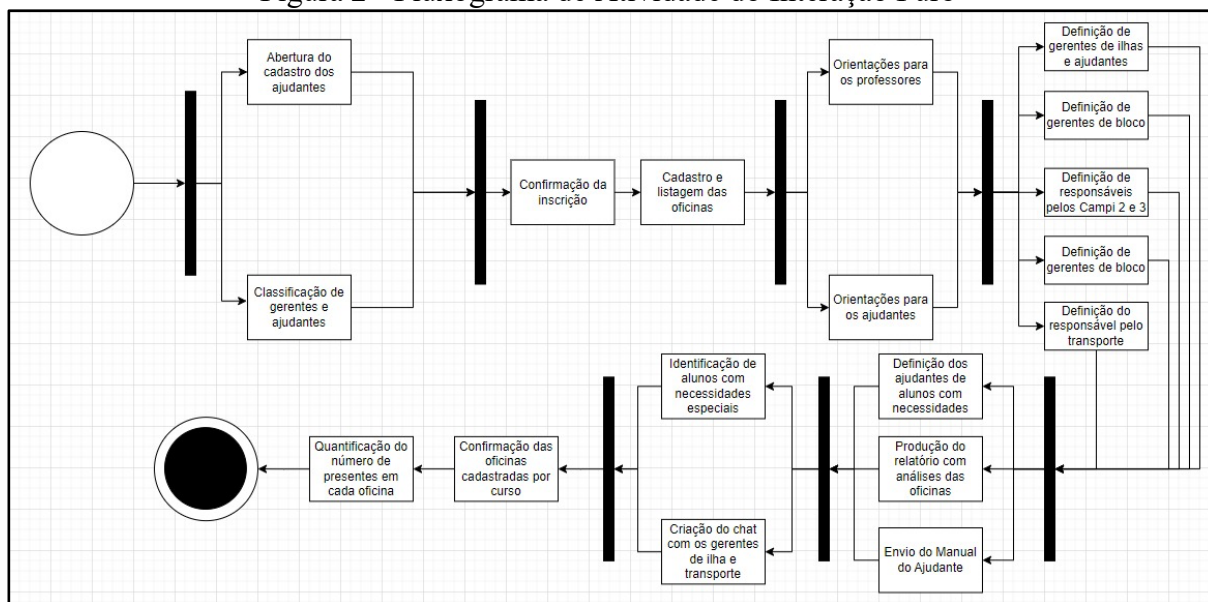 Abertura do
cadastro dos
ajudantes
Classificação de
gerentes e
ajudantes
Confirmação da
inscrição
Cadastro e
listagem das
oficinas
Orientações para
os professores
Orientações para
os ajudantes
Definição de
gerentes de ilhas
e ajudantes
Definição de
gerentes de bloco
Definição de
responsáveis
pelos Campi 2 e 3
Definição de
gerentes de bloco
Definição do
responsável pelo
transporte
Definição dos
ajudantes de
alunos com
necessidades
Produção do
relatório com
análises das
oficinas
Envio do Manual
do Ajudante
Identificação de
alunos com
necessidades
especiais
Criação do chat
com os gerentes
de ilha e
transporte
Confirmação das
oficinas
cadastradas por
curso
Quantificação do
número de
presentes em
cada oficina